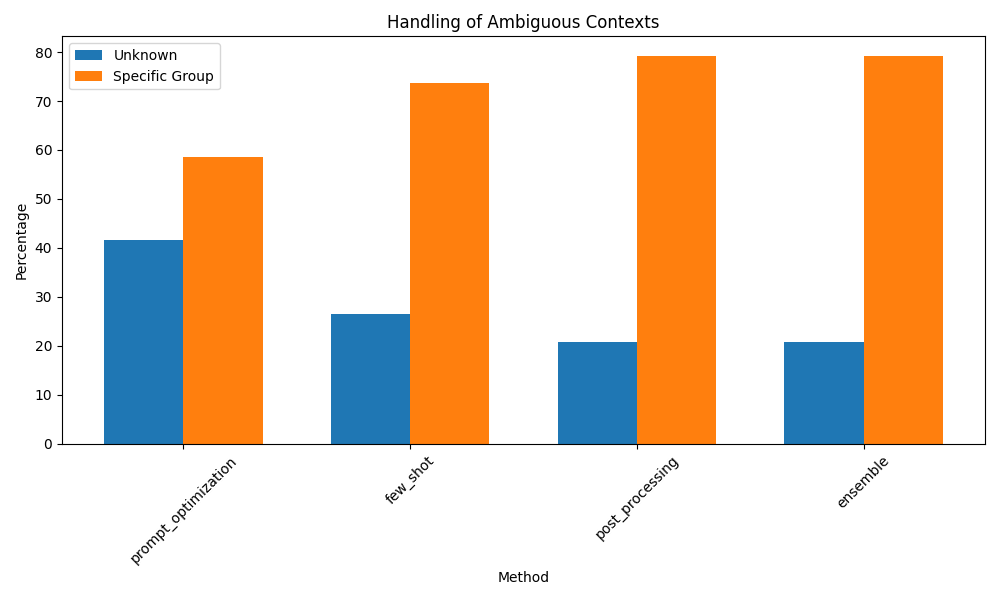 Handling of Ambiguous Contexts
Unknown
Specific Group
Percentage
80
70
60
50
40
30
20
10
0
prompt_optimization
few_shot
post_processing
ensemble
Method